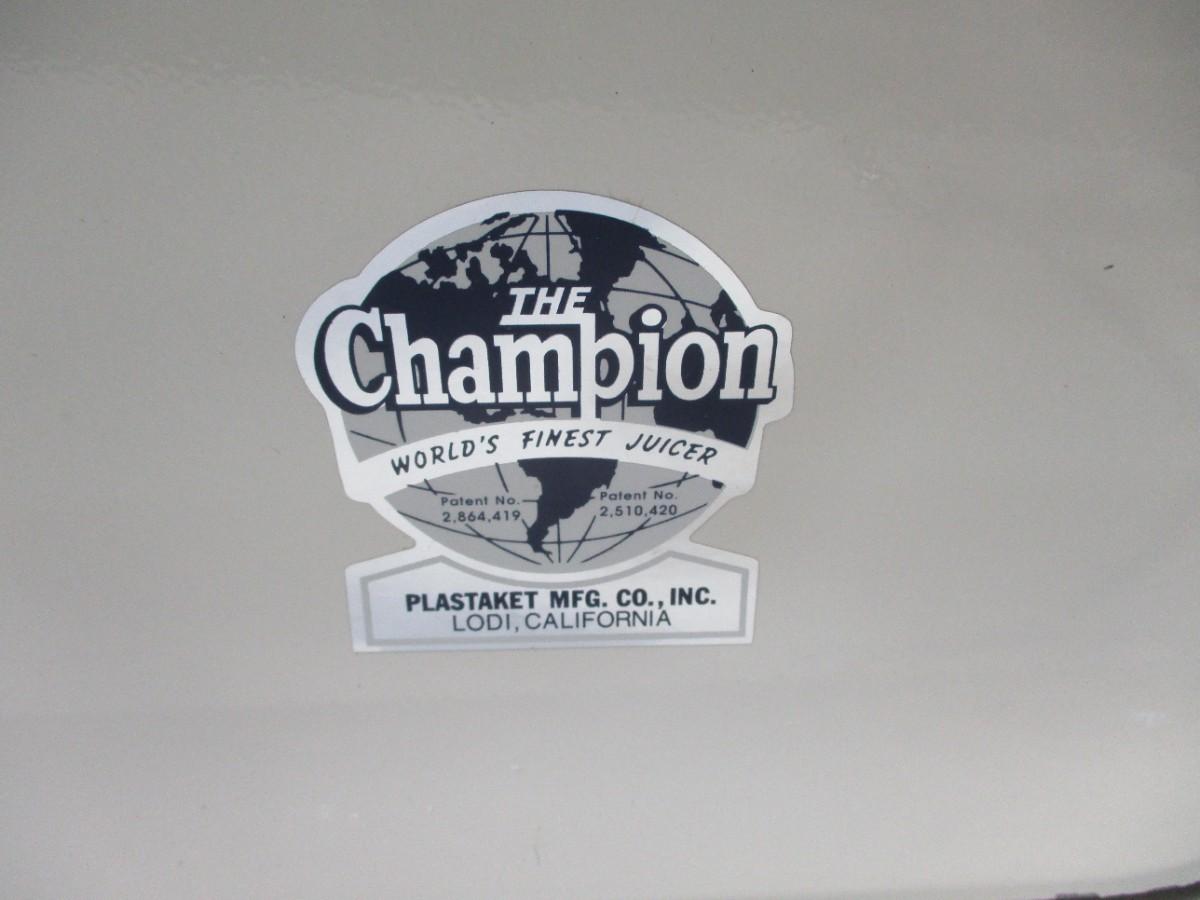 THE
Champion
WORLD'S FINEST JUICER
Patent No.
2,864,419
Patent No.
2,510,420
PLASTAKET MFG. CO., INC.
LODI, CALIFORNIA